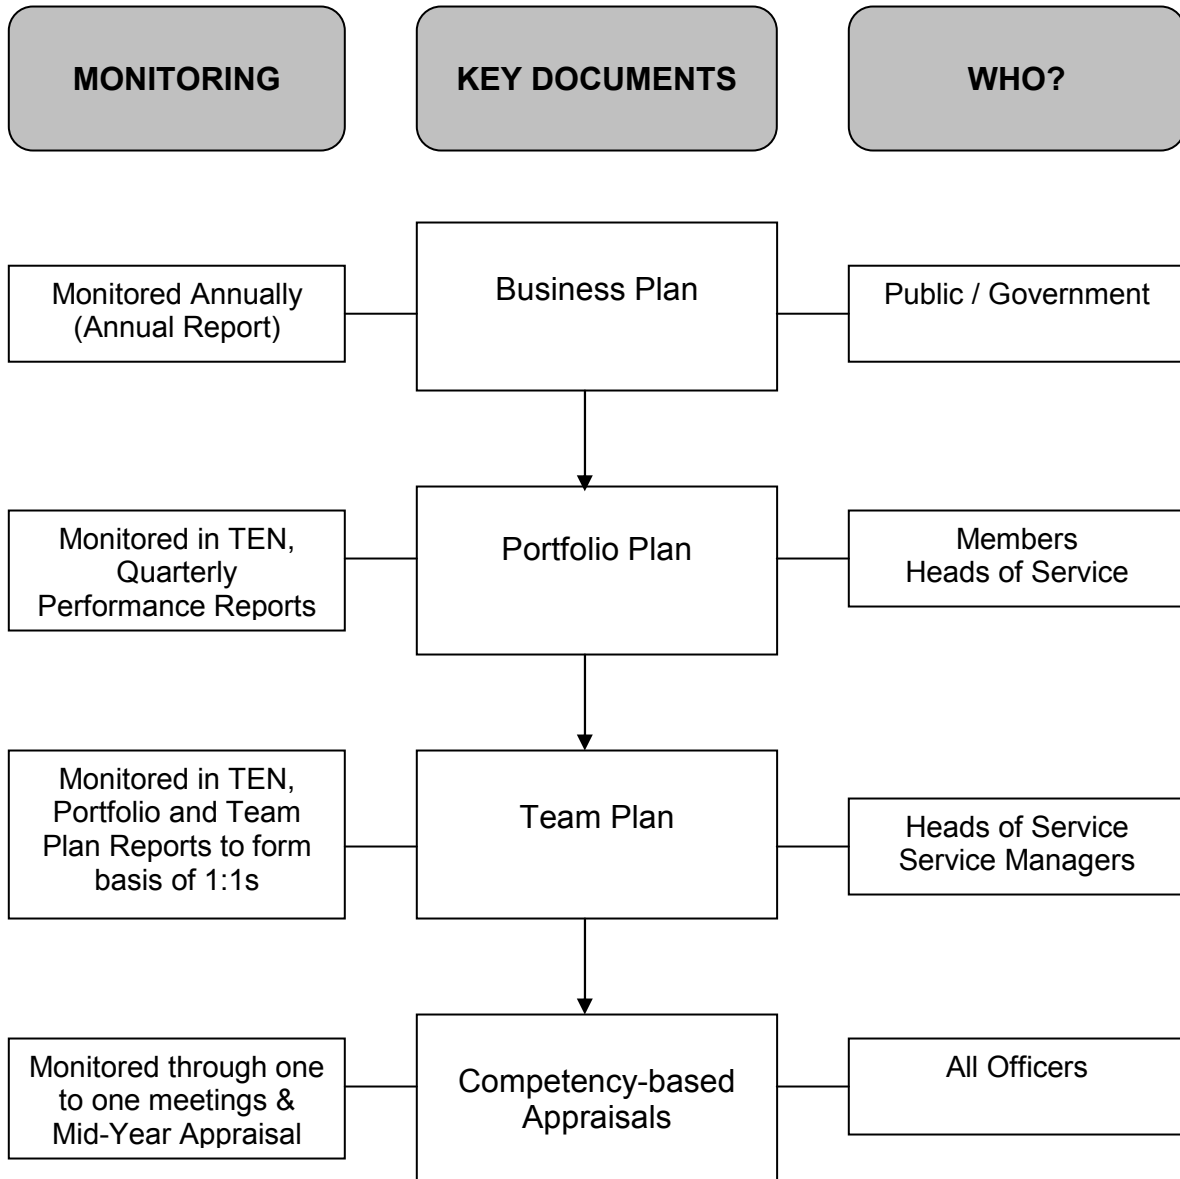 MONITORING
KEY DOCUMENTS
WHO?
Monitored Annually
(Annual Report)
Business Plan
Public / Government
Monitored in TEN,
Quarterly
Performance Reports
Portfolio Plan
Members
Heads of Service
Monitored in TEN,
Portfolio and Team
Plan Reports to form
basis of 1:1s
Team Plan
Heads of Service
Service Managers
Monitored through one
to one meetings &
Mid-Year Appraisal
Competency-based
Appraisals
All Officers